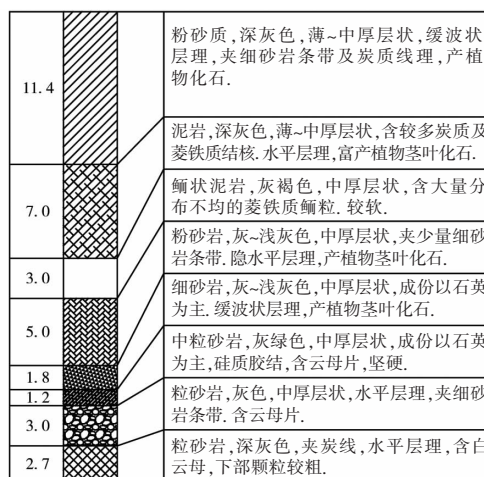 11.4
7.0
3.0
5.0
1.8
1.2
3.0
2.7
粉砂质,深灰色,薄~中厚层状,缓波状
层理,夹细砂岩条带及炭质线理,产植
物化石.
泥岩,深灰色,薄~中厚层状,含较多炭质及
菱铁质结核.水平层理,富产植物茎叶化石.
鲕状泥岩,灰褐色,中厚层状,含大量分
布不均的菱铁质鲕粒. 较软.
粉砂岩,灰~浅灰色,中厚层状,夹少量细砂
岩条带. 隐水平层理,产植物茎叶化石.
细砂岩,灰~浅灰色,中厚层状,成份以石英
为主. 缓波状层理,产植物茎叶化石.
中粒砂岩,灰绿色,中厚层状,成份以石英
为主,硅质胶结,含云母片,坚硬.
粒砂岩,灰色,中厚层状,水平层理,夹细砂
岩条带. 含云母片.
粒砂岩,深灰色,夹炭线,水平层理,含白
云母,下部颗粒较粗.